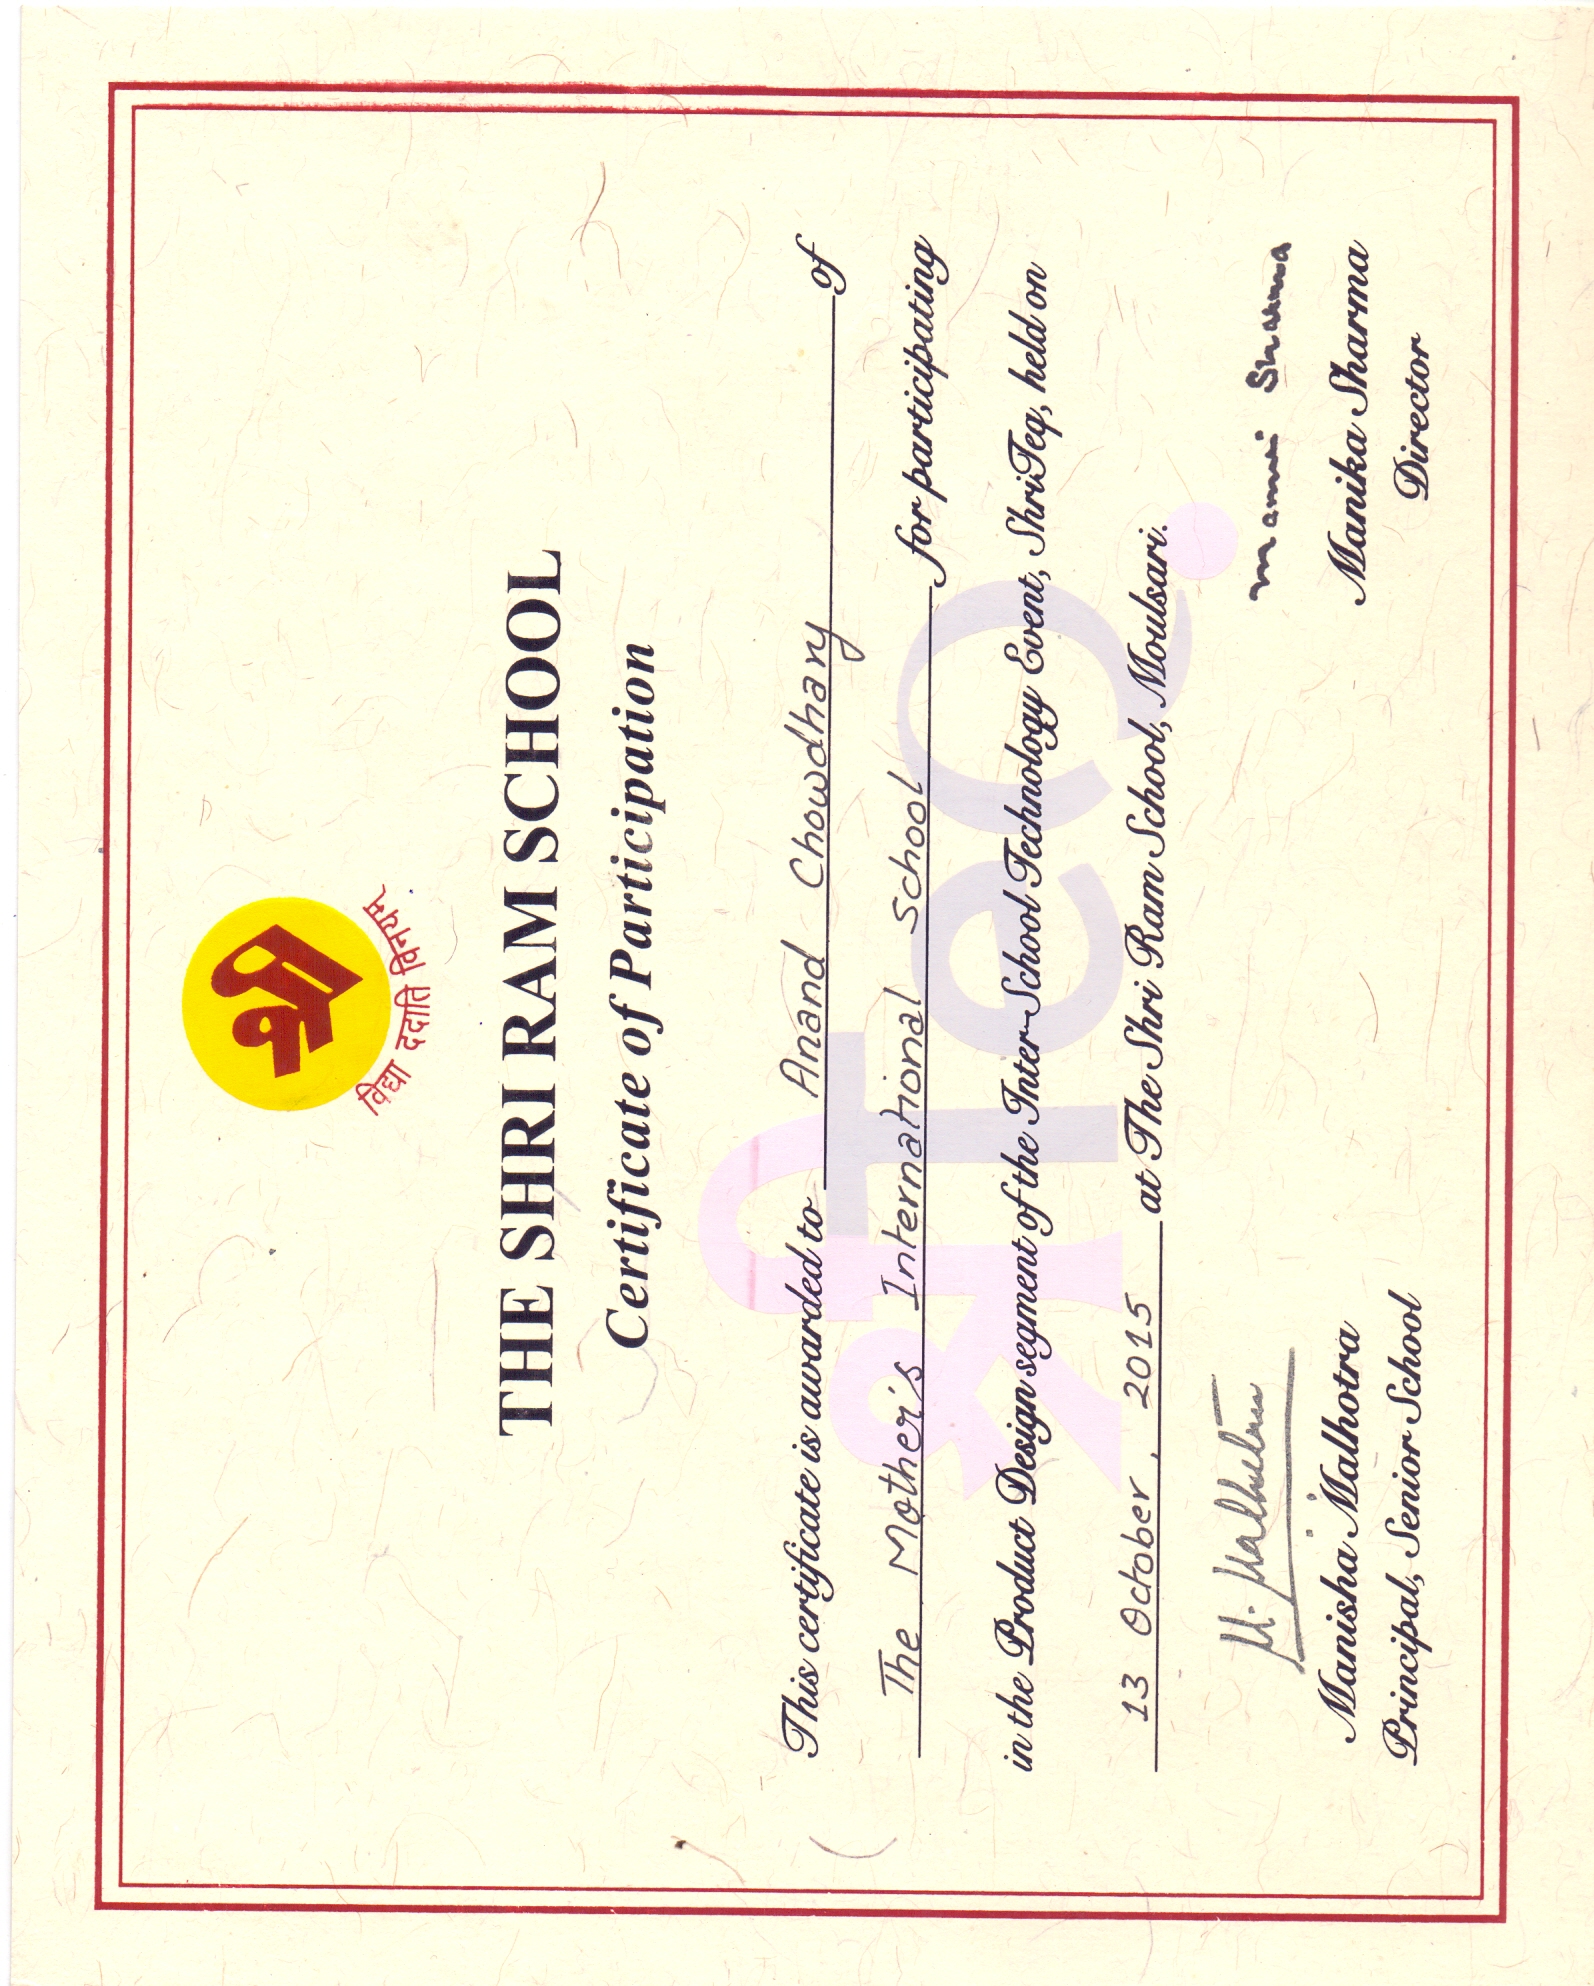 श्री
विद्या ददाति विनयम्
THE SHRI RAM SCHOOL
Certificate of Participation
This certificate is awarded to Anand Chowdhary of
The Mother's International School for participating
in the Product Design segment of the Inter-School Technology Event, ShriTeq, held on
13 October, 2015 at The Shri Ram School, Moulsari.
श्रीTeQ
M. Malhotra
Manisha Malhotra
Principal, Senior School
Sharma
Manika Sharma
Director